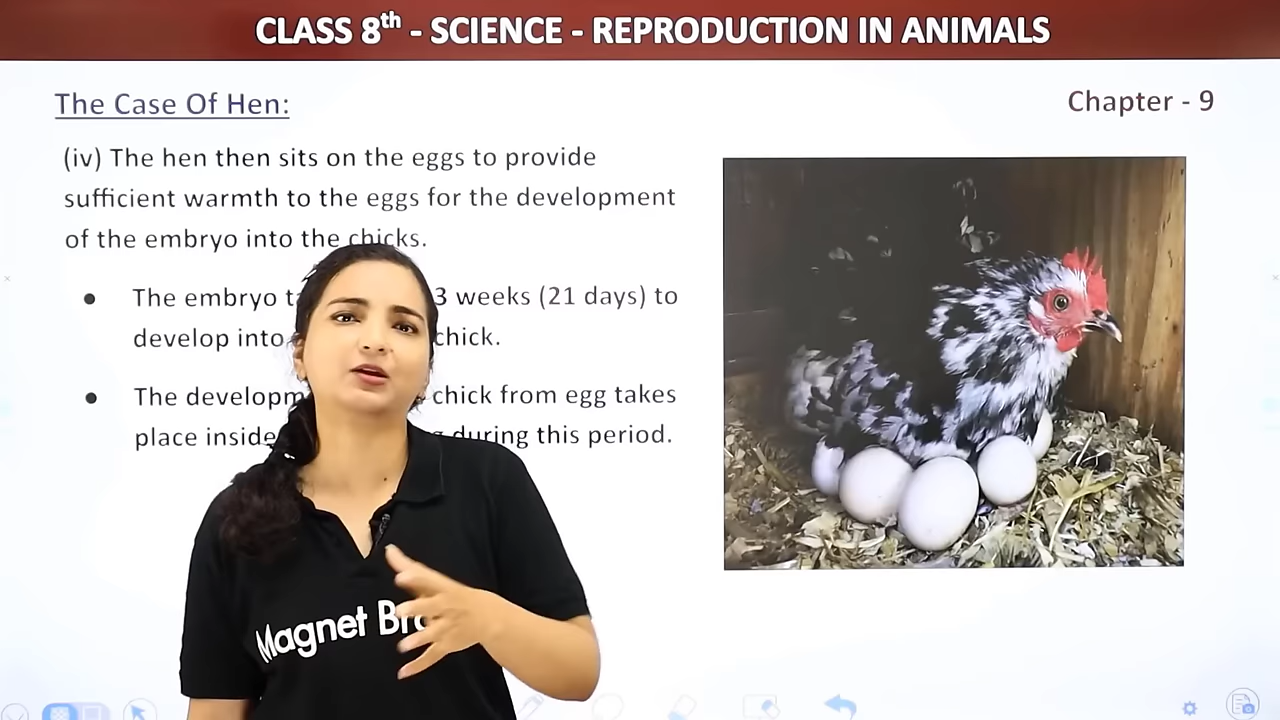 CLASS 8th - SCIENCE - REPRODUCTION IN ANIMALS
The Case Of Hen:
Chapter - 9
(iv) The hen then sits on the eggs to provide
sufficient warmth to the eggs for the development
of the embryo into the chicks.
The embryo 3 weeks (21 days) to
develop into chick.
The chick from egg takes
place inside during this period.
Magnet